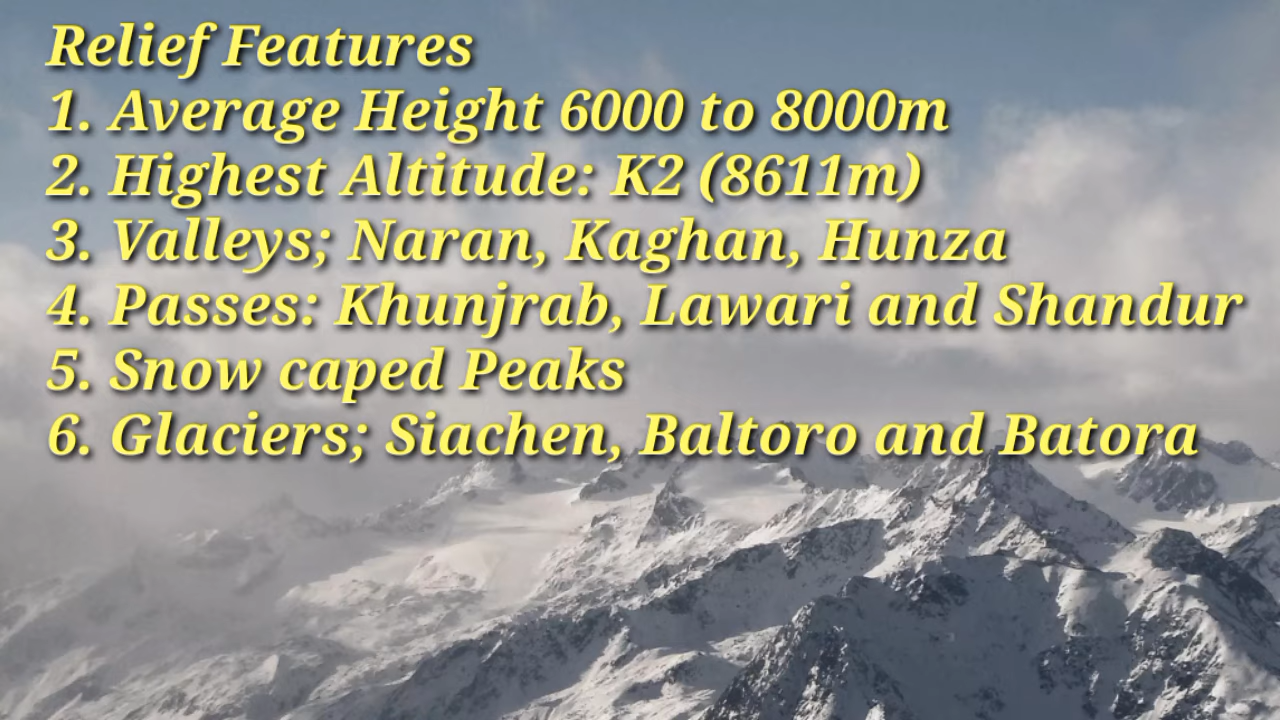 Relief Features
1. Average Height 6000 to 8000m
2. Highest Altitude: K2 (8611m)
3. Valleys; Naran, Kaghan, Hunza
4. Passes: Khunjrab, Lawari and Shandur
5. Snow caped Peaks
6. Glaciers; Siachen, Baltoro and Batora